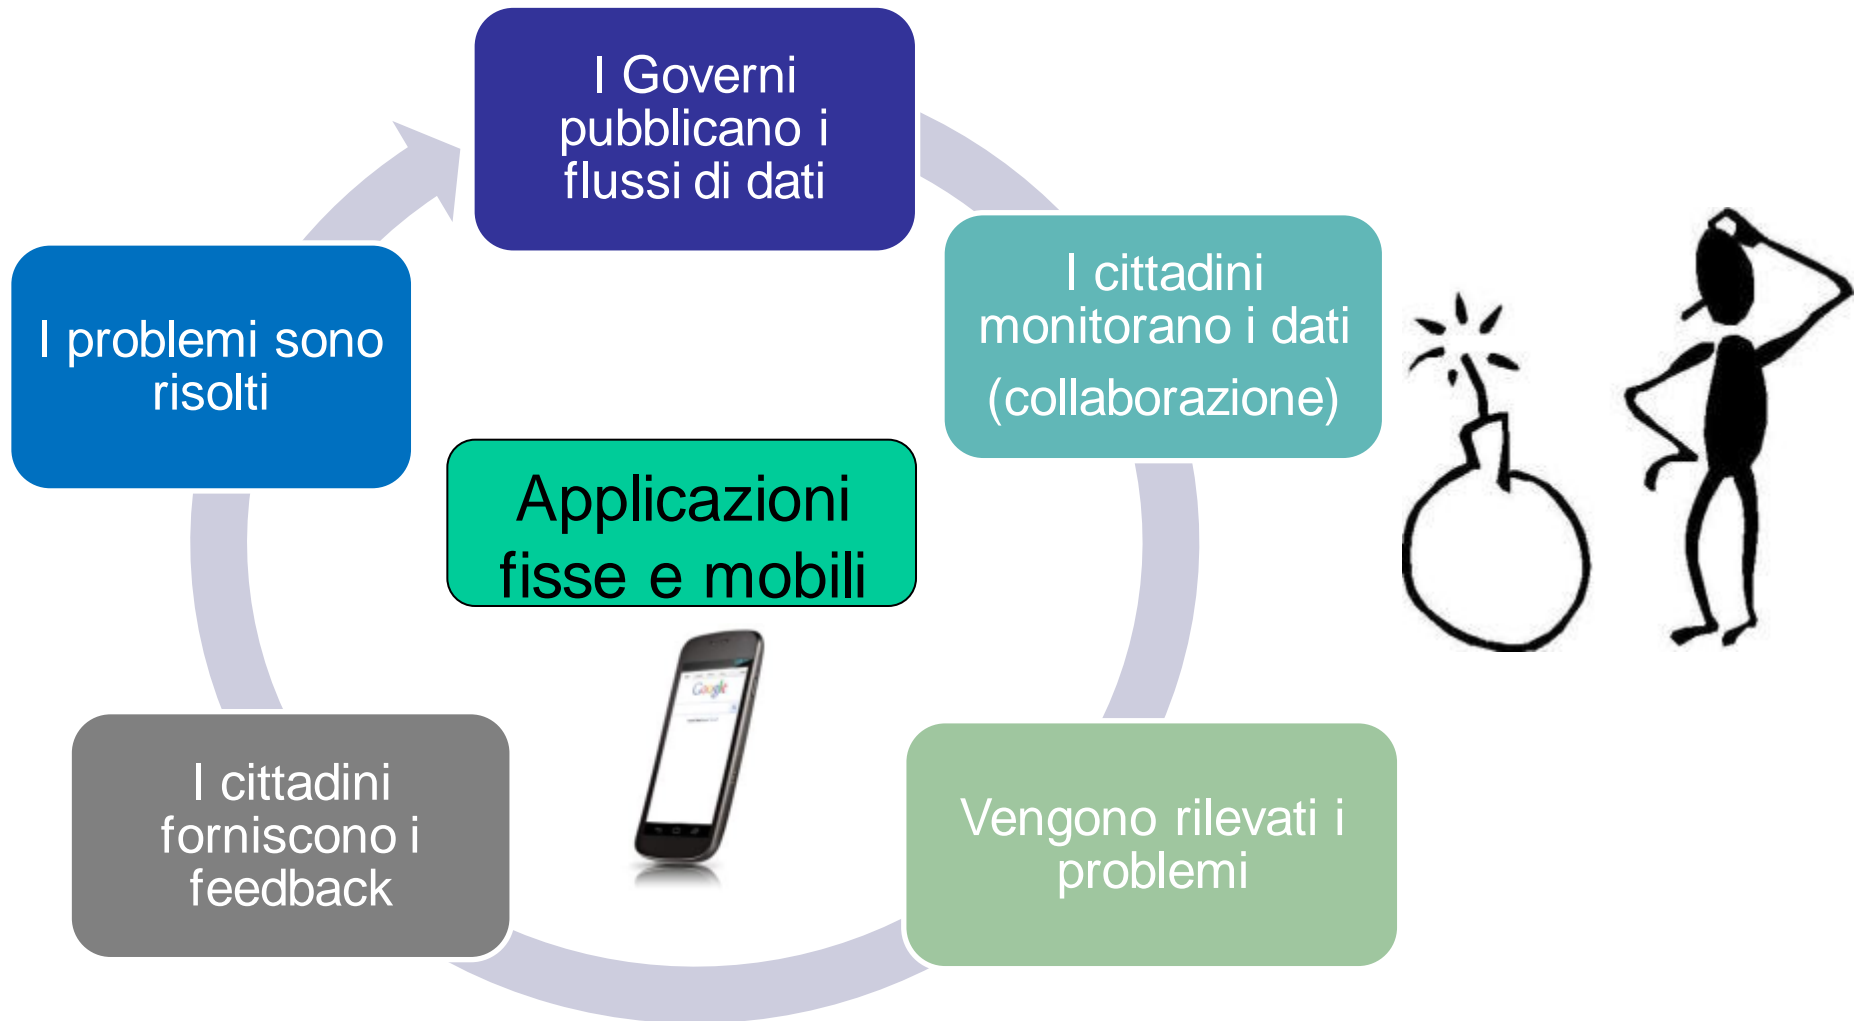 I Governi
pubblicano i
flussi di dati
I cittadini
monitorano i dati
(collaborazione)
Vengono rilevati i
problemi
I cittadini
forniscono i
feedback
I problemi sono
risolti
Applicazioni
fisse e mobili
Google